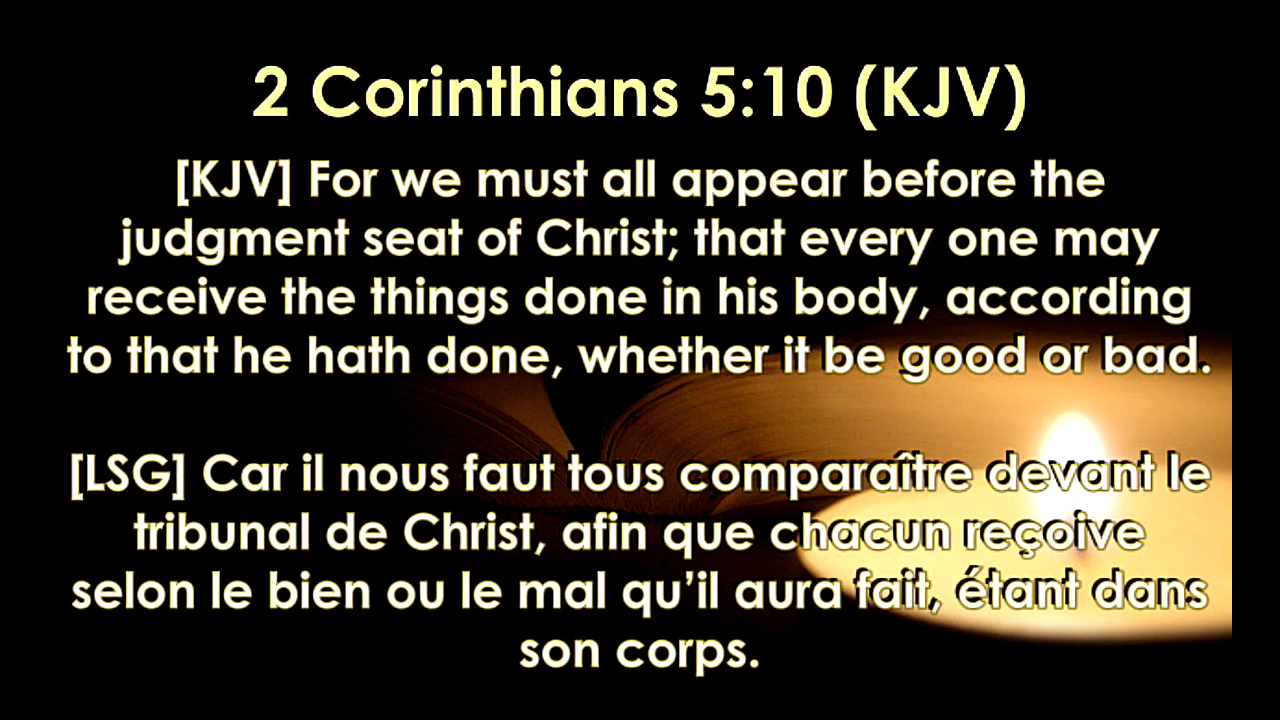 2 Corinthians 5:10 (KJV)
[KJV] For we must all appear before the
judgment seat of Christ; that every one may
receive the things done in his body, according
to that he hath done, whether it be good or bad.
[LSG] Car il nous faut tous comparaître devant le
tribunal de Christ, afin que chacun reçoive
selon le bien ou le mal qu’il aura fait, étant dans
son corps.